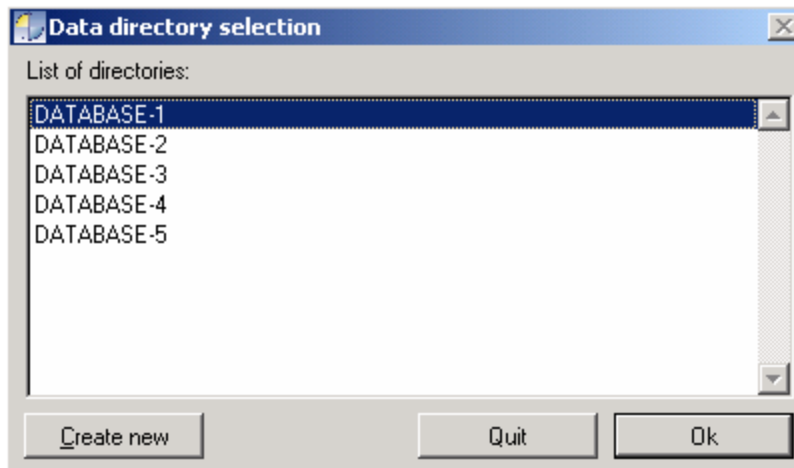 Data directory selection
List of directories:
DATABASE-1
DATABASE-2
DATABASE-3
DATABASE-4
DATABASE-5
Create new Quit Ok